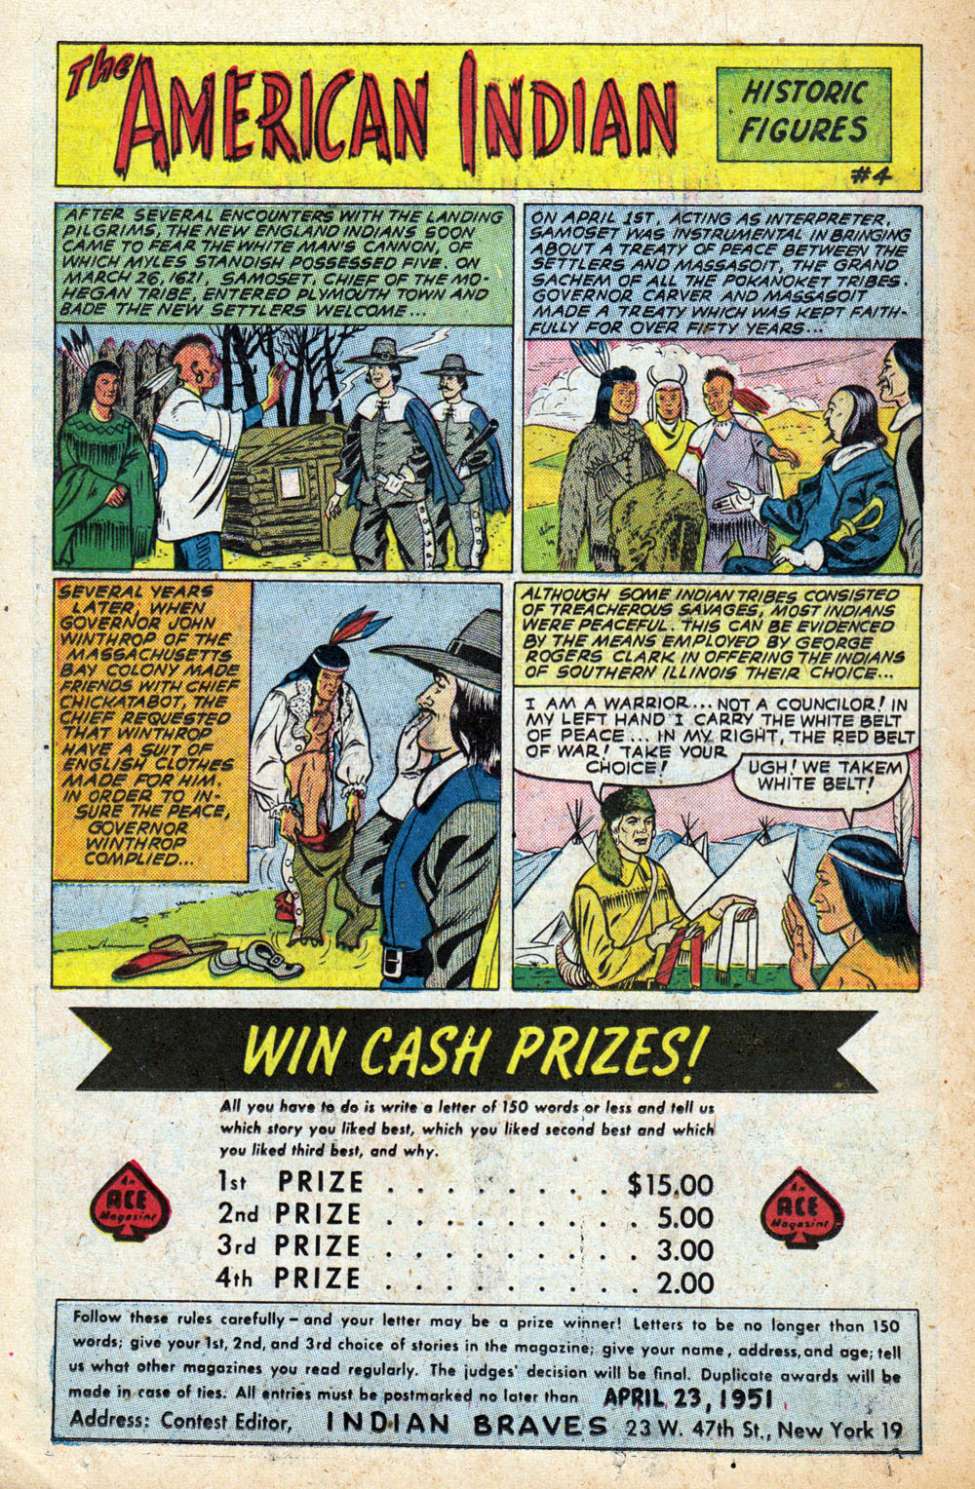 The
AMERICAN INDIAN
HISTORIC
FIGURES
#4
AFTER SEVERAL ENCOUNTERS WITH THE LANDING
PILGRIMS, THE NEW ENGLAND INDIANS SOON
CAME TO FEAR THE WHITE MAN'S CANNON, OF
WHICH MYLES STANDISH POSSESSED FIVE. ON
MARCH 26, 1621, SAMOSET, CHIEF OF THE MO-
HEGAN TRIBE, ENTERED PLYMOUTH TOWN AND
BADE THE NEW SETTLERS WELCOME...
ON APRIL 1ST, ACTING AS INTERPRETER,
SAMOSET WAS INSTRUMENTAL IN BRINGING
ABOUT A TREATY OF PEACE BETWEEN THE
SETTLERS AND MASSASOIT, THE GRAND
SACHEM OF ALL THE POKANOKET TRIBES.
GOVERNOR CARVER AND MASSASOIT
MADE A TREATY WHICH WAS KEPT FAITH-
FULLY FOR OVER FIFTY YEARS...
SEVERAL YEARS
LATER, WHEN
GOVERNOR JOHN
WINTHROP OF THE
MASSACHUSETTS
BAY COLONY MADE
FRIENDS WITH CHIEF
CHICKATABOT, THE
CHIEF REQUESTED
THAT WINTHROP
HAVE A SUIT OF
ENGLISH CLOTHES
MADE FOR HIM.
IN ORDER TO IN-
SURE THE PEACE,
GOVERNOR
WINTHROP
COMPLIED...
ALTHOUGH SOME INDIAN TRIBES CONSISTED
OF TREACHEROUS SAVAGES, MOST INDIANS
WERE PEACEFUL. THIS CAN BE EVIDENCED
BY THE MEANS EMPLOYED BY GEORGE
ROGERS CLARK IN OFFERING THE INDIANS
OF SOUTHERN ILLINOIS THEIR CHOICE...
I AM A WARRIOR... NOT A COUNCILOR! IN
MY LEFT HAND I CARRY THE WHITE BELT
OF PEACE... IN MY RIGHT, THE RED BELT
OF WAR! TAKE YOUR
CHOICE!
UGH! WE TAKEM
WHITE BELT!
WIN CASH PRIZES!
All you have to do is write a letter of 150 words or less and tell us
which story you liked best, which you liked second best and which
you liked third best, and why.
1st PRIZE . . . . . . . . . $15.00
2nd PRIZE . . . . . . . . . 5.00
3rd PRIZE . . . . . . . . . 3.00
4th PRIZE . . . . . . . . . 2.00
An
ACE
Magazine
An
ACE
Magazine
Follow these rules carefully — and your letter may be a prize winner! Letters to be no longer than 150
words; give your 1st, 2nd, and 3rd choice of stories in the magazine; give your name, address, and age; tell
us what other magazines you read regularly. The judges' decision will be final. Duplicate awards will be
made in case of ties. All entries must be postmarked no later than APRIL 23, 1951
Address: Contest Editor, INDIAN BRAVES 23 W. 47th St., New York 19